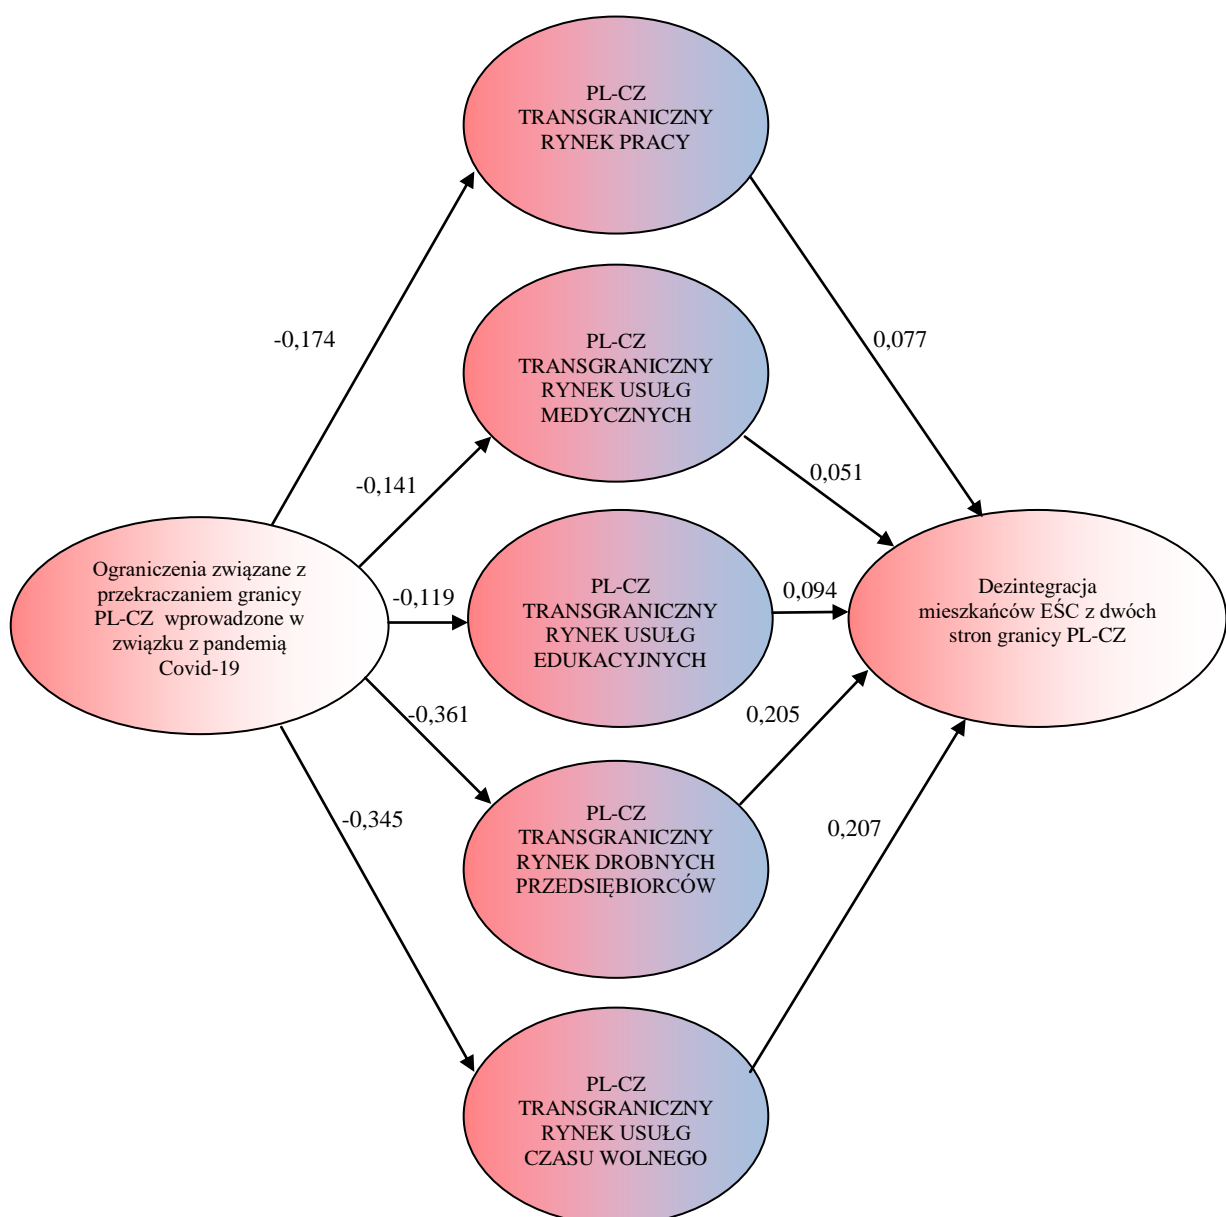 PL-CZ
TRANSGRANICZNY
RYNEK PRACY
-0,174
0,077
PL-CZ
TRANSGRANICZNY
RYNEK USUŁG
MEDYCZNYCH
-0,141
0,051
Ograniczenia związane z
przekraczaniem granicy
PL-CZ wprowadzone w
związku z pandemią
Covid-19
-0,119
PL-CZ
TRANSGRANICZNY
RYNEK USUŁG
EDUKACYJNYCH
0,094
Dezintegracja
mieszkańców EŚC z dwóch
stron granicy PL-CZ
-0,361
0,205
PL-CZ
TRANSGRANICZNY
RYNEK DROBNYCH
PRZEDSIĘBIORCÓW
-0,345
0,207
PL-CZ
TRANSGRANICZNY
RYNEK USUŁG
CZASU WOLNEGO